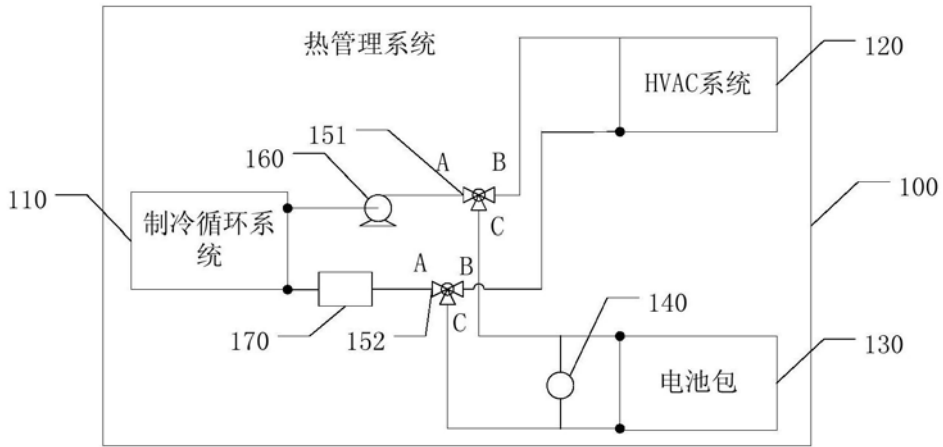 热管理系统
HVAC系统
120
151
160
A
B
C
110
制冷循环系
统
100
A
B
C
170
152
140
电池包
130